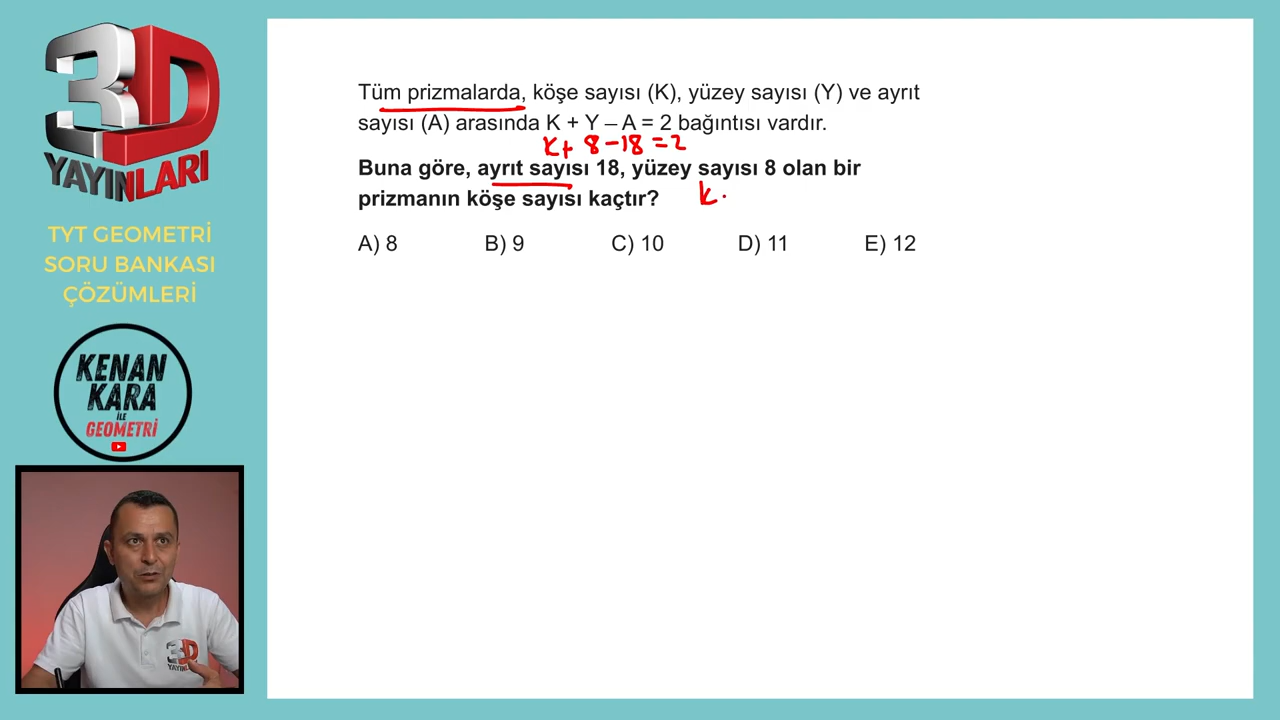 3D
YAYINLARI
TYT GEOMETRİ
SORU BANKASI
ÇÖZÜMLERİ
KENAN
KARA
İLE
GEOMETRİ
3D
Tüm prizmalarda, köşe sayısı (K), yüzey sayısı (Y) ve ayrıt
sayısı (A) arasında K + Y – A = 2 bağıntısı vardır.
K + 8 - 18 = 2
Buna göre, ayrıt sayısı 18, yüzey sayısı 8 olan bir
prizmanın köşe sayısı kaçtır?
K.
A) 8 B) 9 C) 10 D) 11 E) 12